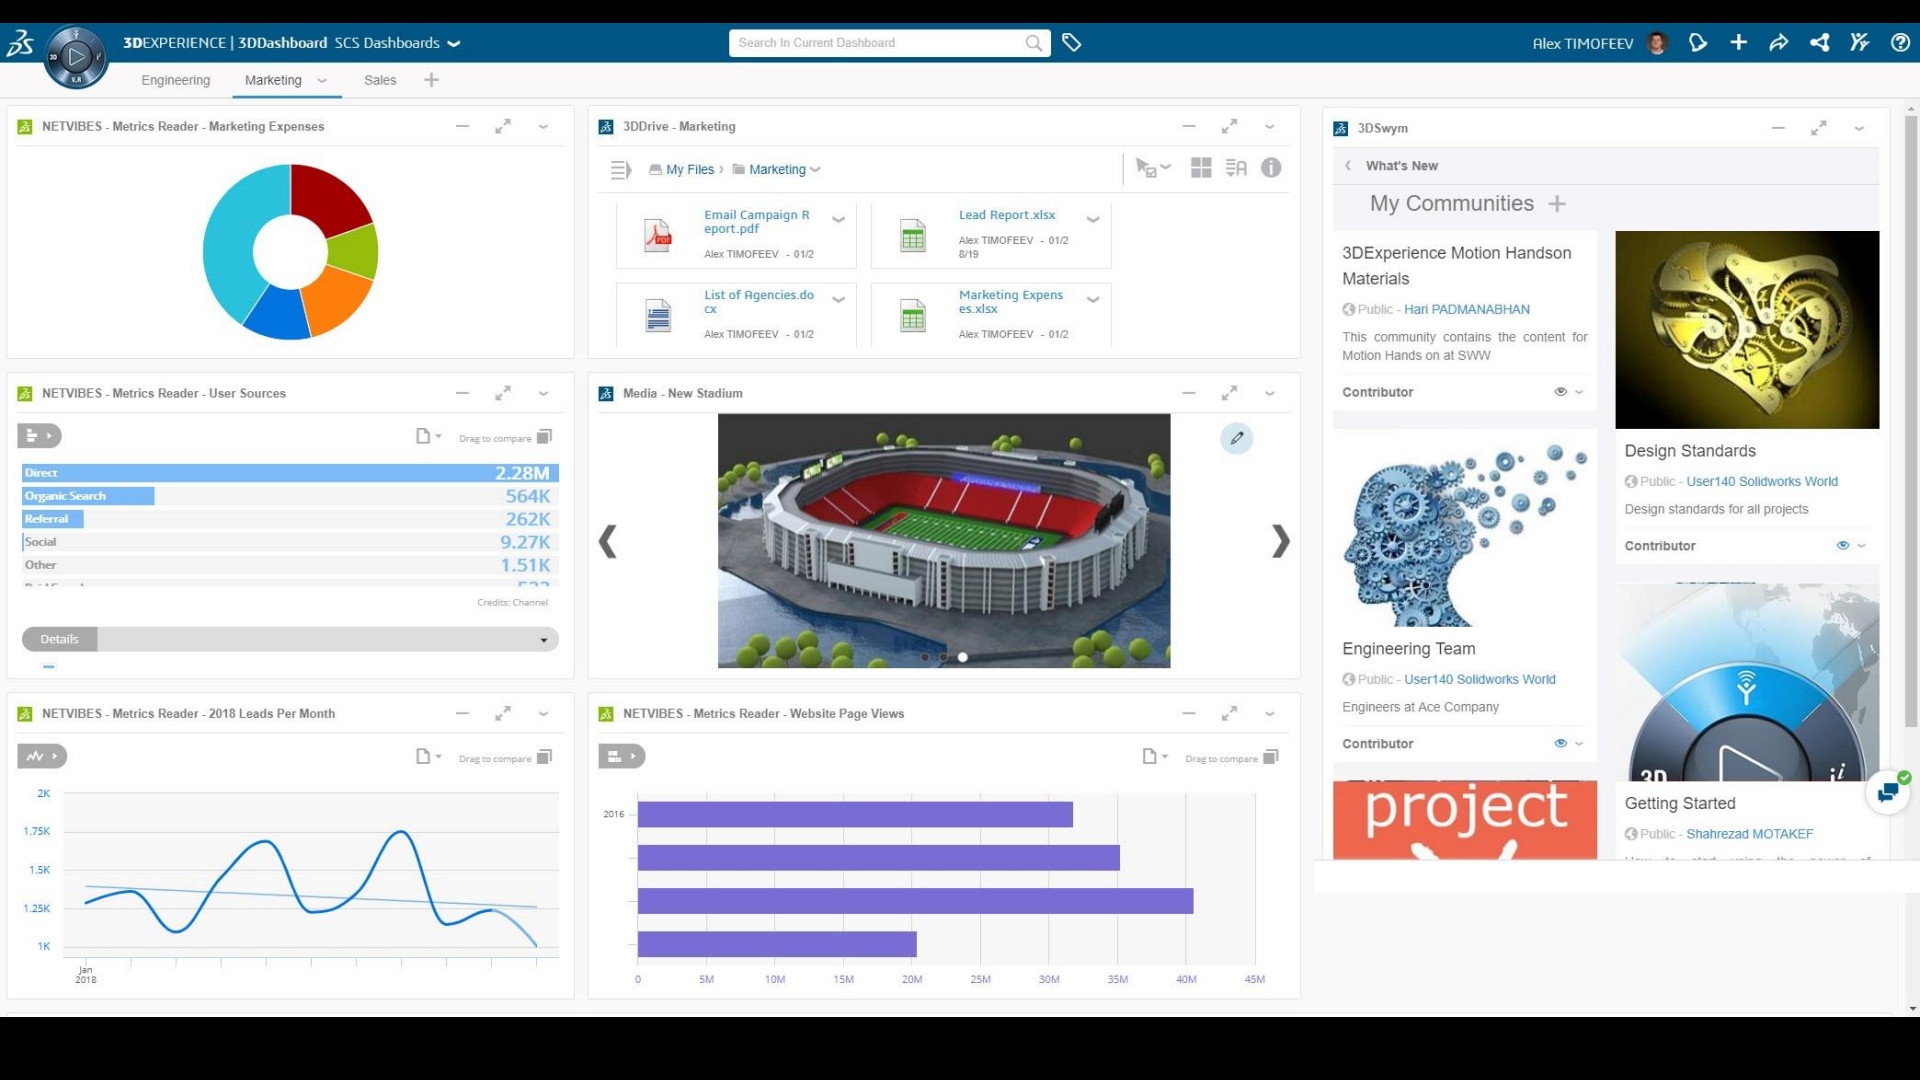 3DEXPERIENCE | 3DDashboard SCS Dashboards
Search In Current Dashboard
Alex TIMOFEEV
3D
V.R
Engineering
Marketing
Sales
NETVIBES - Metrics Reader - Marketing Expenses
3DDrive - Marketing
My Files
Marketing
Email Campaign R
eport.pdf
Alex TIMOFEEV - 01/2
PDF
Lead Report.xlsx
Alex TIMOFEEV - 01/2
8/19
List of Agencies.do
cx
Alex TIMOFEEV - 01/2
Marketing Expens
es.xlsx
Alex TIMOFEEV - 01/2
NETVIBES - Metrics Reader - User Sources
Drag to compare
Direct 2.28M
Organic Search 564K
Referral 262K
Social 9.27K
Other 1.51K
Credits: Channel
Details
Media - New Stadium
NETVIBES - Metrics Reader - 2018 Leads Per Month
Drag to compare
2K
1.75K
1.5K
1.25K
1K
Jan
2018
NETVIBES - Metrics Reader - Website Page Views
Drag to compare
2016
0 5M 10M 15M 20M 25M 30M 35M 40M 45M
3DSwym
What's New
My Communities
3DExperience Motion Handson
Materials
Public - Hari PADMANABHAN
This community contains the content for
Motion Hands on at SWW
Contributor
Design Standards
Public - User140 Solidworks World
Design standards for all projects
Contributor
Engineering Team
Public - User140 Solidworks World
Engineers at Ace Company
Contributor
3D
project
Getting Started
Public - Shahrezad MOTAKEF